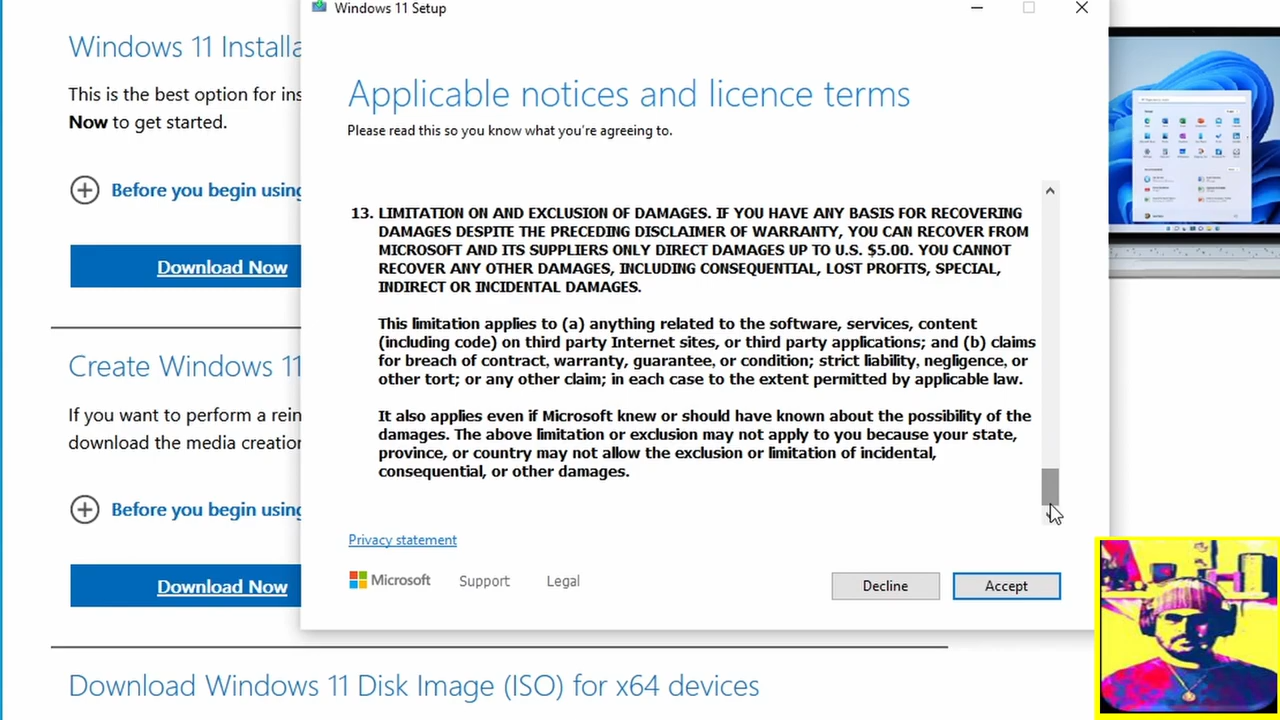 Windows 11 Setup
Windows 11 Installa
This is the best option for ins
Now to get started.
Before you begin using
Download Now
Create Windows 11
If you want to perform a rein
download the media creation
Before you begin using
Download Now
Download Windows 11 Disk Image (ISO) for x64 devices
Applicable notices and licence terms
Please read this so you know what you're agreeing to.
13. LIMITATION ON AND EXCLUSION OF DAMAGES. IF YOU HAVE ANY BASIS FOR RECOVERING
DAMAGES DESPITE THE PRECEDING DISCLAIMER OF WARRANTY, YOU CAN RECOVER FROM
MICROSOFT AND ITS SUPPLIERS ONLY DIRECT DAMAGES UP TO U.S. $5.00. YOU CANNOT
RECOVER ANY OTHER DAMAGES, INCLUDING CONSEQUENTIAL, LOST PROFITS, SPECIAL,
INDIRECT OR INCIDENTAL DAMAGES.
This limitation applies to (a) anything related to the software, services, content
(including code) on third party Internet sites, or third party applications; and (b) claims
for breach of contract, warranty, guarantee, or condition; strict liability, negligence, or
other tort; or any other claim; in each case to the extent permitted by applicable law.
It also applies even if Microsoft knew or should have known about the possibility of the
damages. The above limitation or exclusion may not apply to you because your state,
province, or country may not allow the exclusion or limitation of incidental,
consequential, or other damages.
Privacy statement
Microsoft
Support
Legal
Decline
Accept